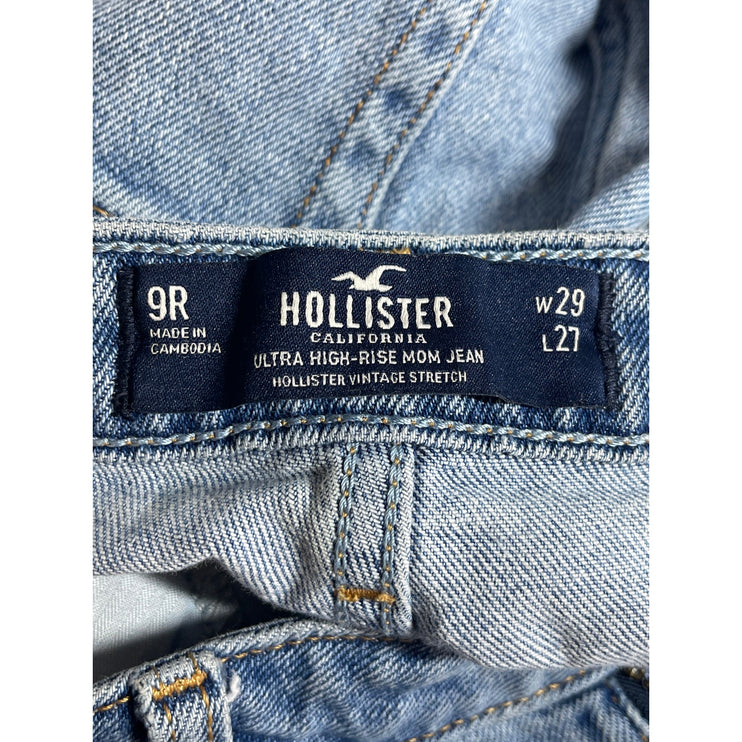 9R
MADE IN
CAMBODIA
HOLLISTER
CALIFORNIA
ULTRA HIGH-RISE MOM JEAN
HOLLISTER VINTAGE STRETCH
W29
L27